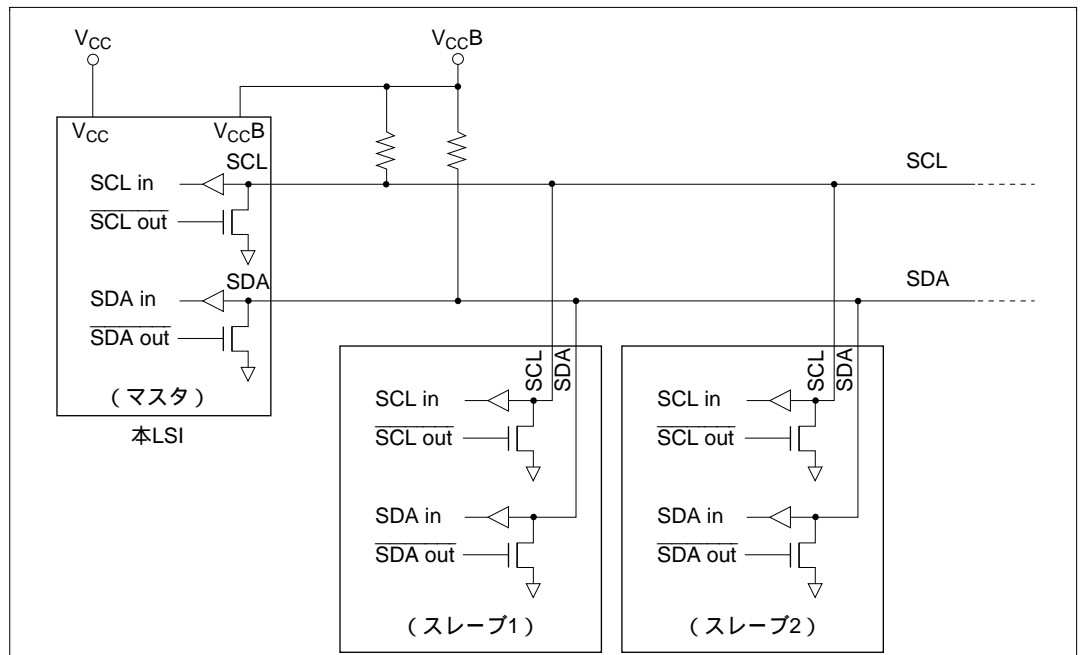 VCC
VCCB
VCC
VCCB
SCL
SCL in
SCL out
SDA
SDA in
SDA out
（マスタ）
本LSI
SCL
SDA
SCL
SDA
SCL in
SCL out
SDA in
SDA out
（スレーブ1）
SCL
SDA
SCL in
SCL out
SDA in
SDA out
（スレーブ2）